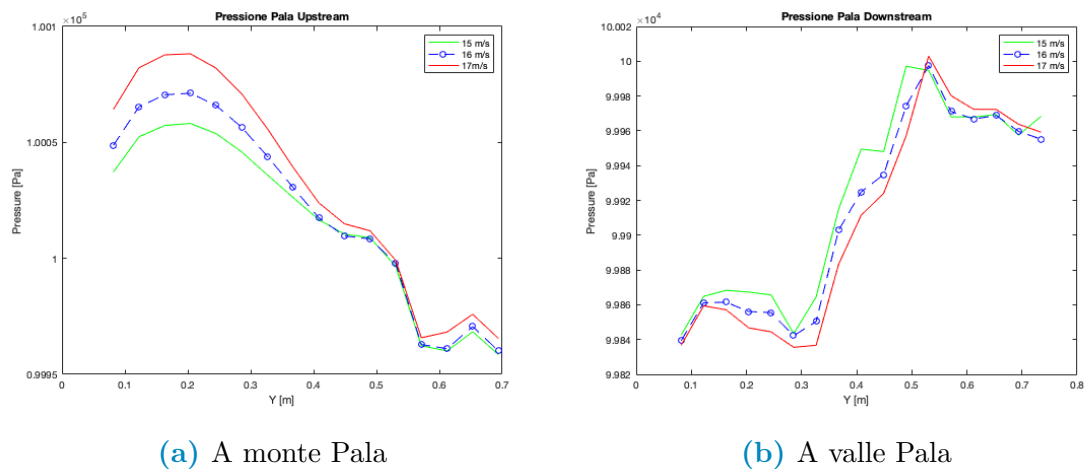 Pressione Pala Upstream
1.001
×10⁵
1.0005
1
0.9995
Pressure [Pa]
15 m/s
16 m/s
17m/s
0 0.1 0.2 0.3 0.4 0.5 0.6 0.7
Y [m]
(a) A monte Pala
Pressione Pala Downstream
10.002
×10⁴
10
9.998
9.996
9.994
9.992
9.99
9.988
9.986
9.984
9.982
Pressure [Pa]
15 m/s
16 m/s
17 m/s
0 0.1 0.2 0.3 0.4 0.5 0.6 0.7 0.8
Y [m]
(b) A valle Pala